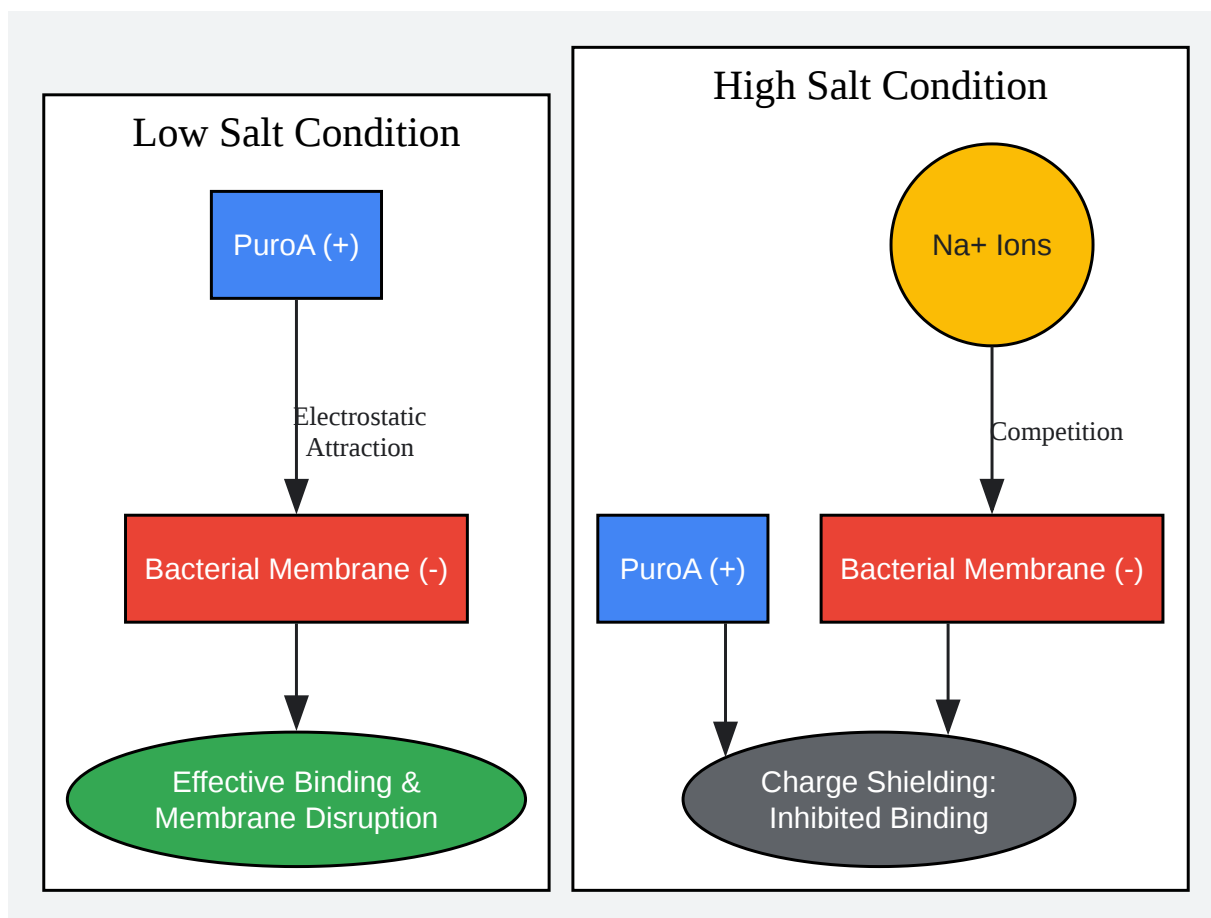 Low Salt Condition
PuroA (+)
Electrostatic
Attraction
Bacterial Membrane (-)
Effective Binding &
Membrane Disruption
High Salt Condition
Na+ Ions
Competition
PuroA (+)
Bacterial Membrane (-)
Charge Shielding:
Inhibited Binding